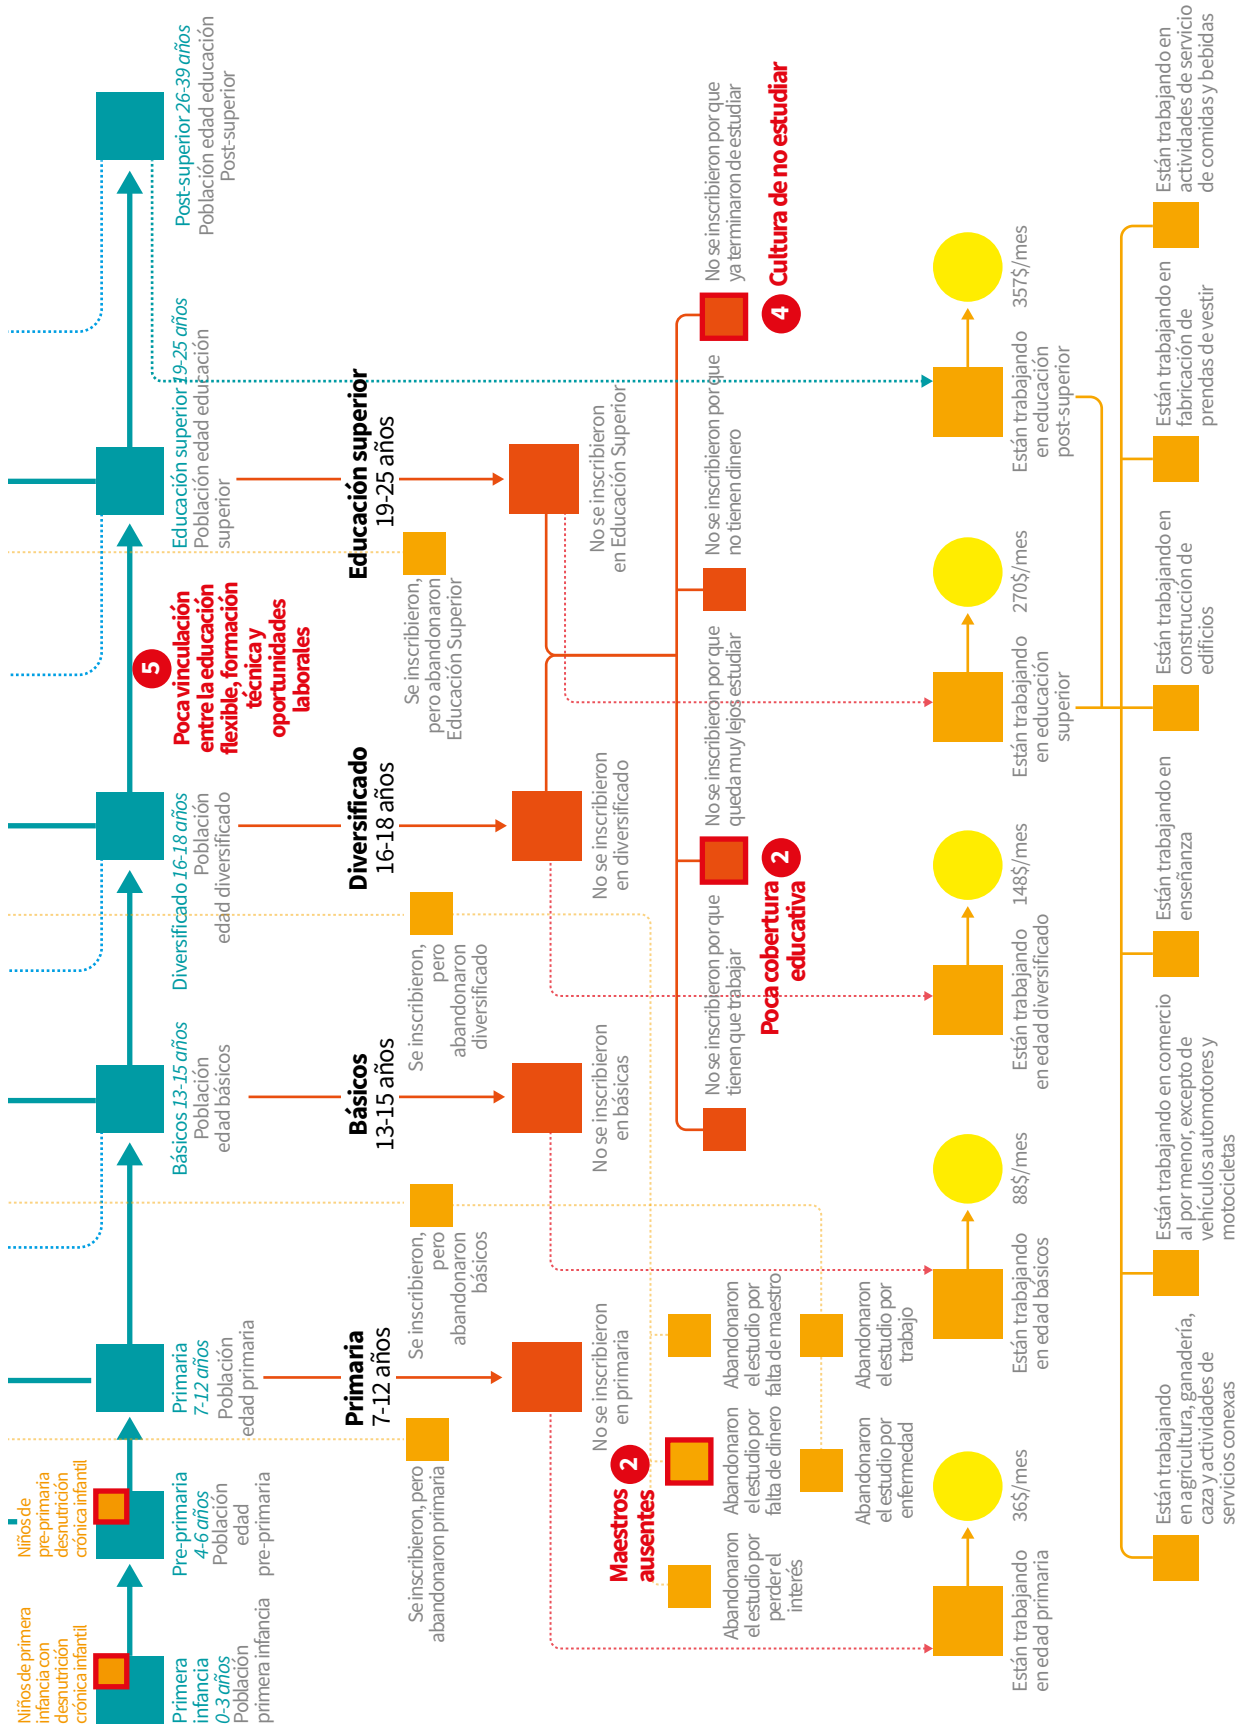 Niños de primera
infancia con
desnutrición
crónica infantil
Niños de
pre-primaria
desnutrición
crónica infantil
Primera
infancia
0-3 años
Población
primera infancia
Pre-primaria
4-6 años
Población
edad
pre-primaria
Primaria
7-12 años
Población
edad primaria
Básicos 13-15 años
Población
edad básicos
Diversificado 16-18 años
Población
edad diversificado
5
Poca vinculación
entre la educación
flexible, formación
técnica y
oportunidades
laborales
Educación superior 19-25 años
Población edad educación
superior
Post-superior 26-39 años
Población edad educación
Post-superior
Primaria
7-12 años
Básicos
13-15 años
Diversificado
16-18 años
Educación superior
19-25 años
Se inscribieron, pero
abandonaron primaria
Se inscribieron,
pero
abandonaron
básicos
Se inscribieron,
pero
abandonaron
diversificado
Se inscribieron,
pero abandonaron
Educación Superior
No se inscribieron
en primaria
No se inscribieron
en básicas
No se inscribieron
en diversificado
No se inscribieron
en Educación Superior
Maestros
ausentes
2
Abandonaron
el estudio por
perder el
interés
Abandonaron
el estudio por
falta de dinero
Abandonaron
el estudio por
falta de maestro
Abandonaron
el estudio por
enfermedad
Abandonaron
el estudio por
trabajo
No se inscribieron por que
tienen que trabajar
No se inscribieron por que
queda muy lejos estudiar
No se inscribieron por que
no tienen dinero
No se inscribieron por que
ya terminaron de estudiar
Poca cobertura
educativa
2
4
Cultura de no estudiar
Están trabajando
en edad primaria
36$/mes
Están trabajando
en edad básicos
88$/mes
Están trabajando
en edad diversificado
148$/mes
Están trabajando
en educación
superior
270$/mes
Están trabajando
en educación
post-superior
357$/mes
Están trabajando
en agricultura, ganadería,
caza y actividades de
servicios conexas
Están trabajando en comercio
al por menor, excepto de
vehículos automotores y
motocicletas
Están trabajando en
enseñanza
Están trabajando en
construcción de
edificios
Están trabajando en
fabricación de
prendas de vestir
Están trabajando en
actividades de servicio
de comidas y bebidas